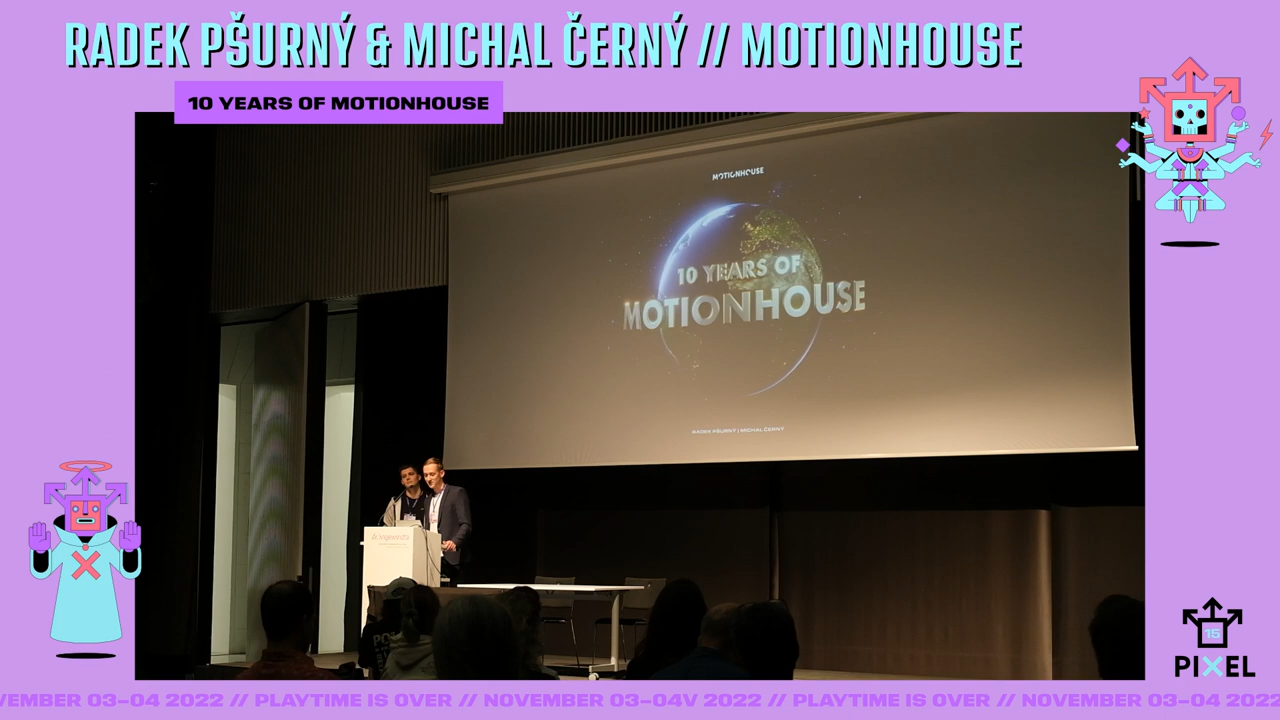 RADEK PŠURNÝ & MICHAL ČERNÝ // MOTIONHOUSE
10 YEARS OF MOTIONHOUSE
MOTIONHOUSE
10 YEARS OF
MOTIONHOUSE
RADEK PŠURNÝ | MICHAL ČERNÝ
15
PIXEL
VEMBER 03-04 2022 // PLAYTIME IS OVER // NOVEMBER 03-04V 2022 // PLAYTIME IS OVER // NOVEMBER 03-04 2022